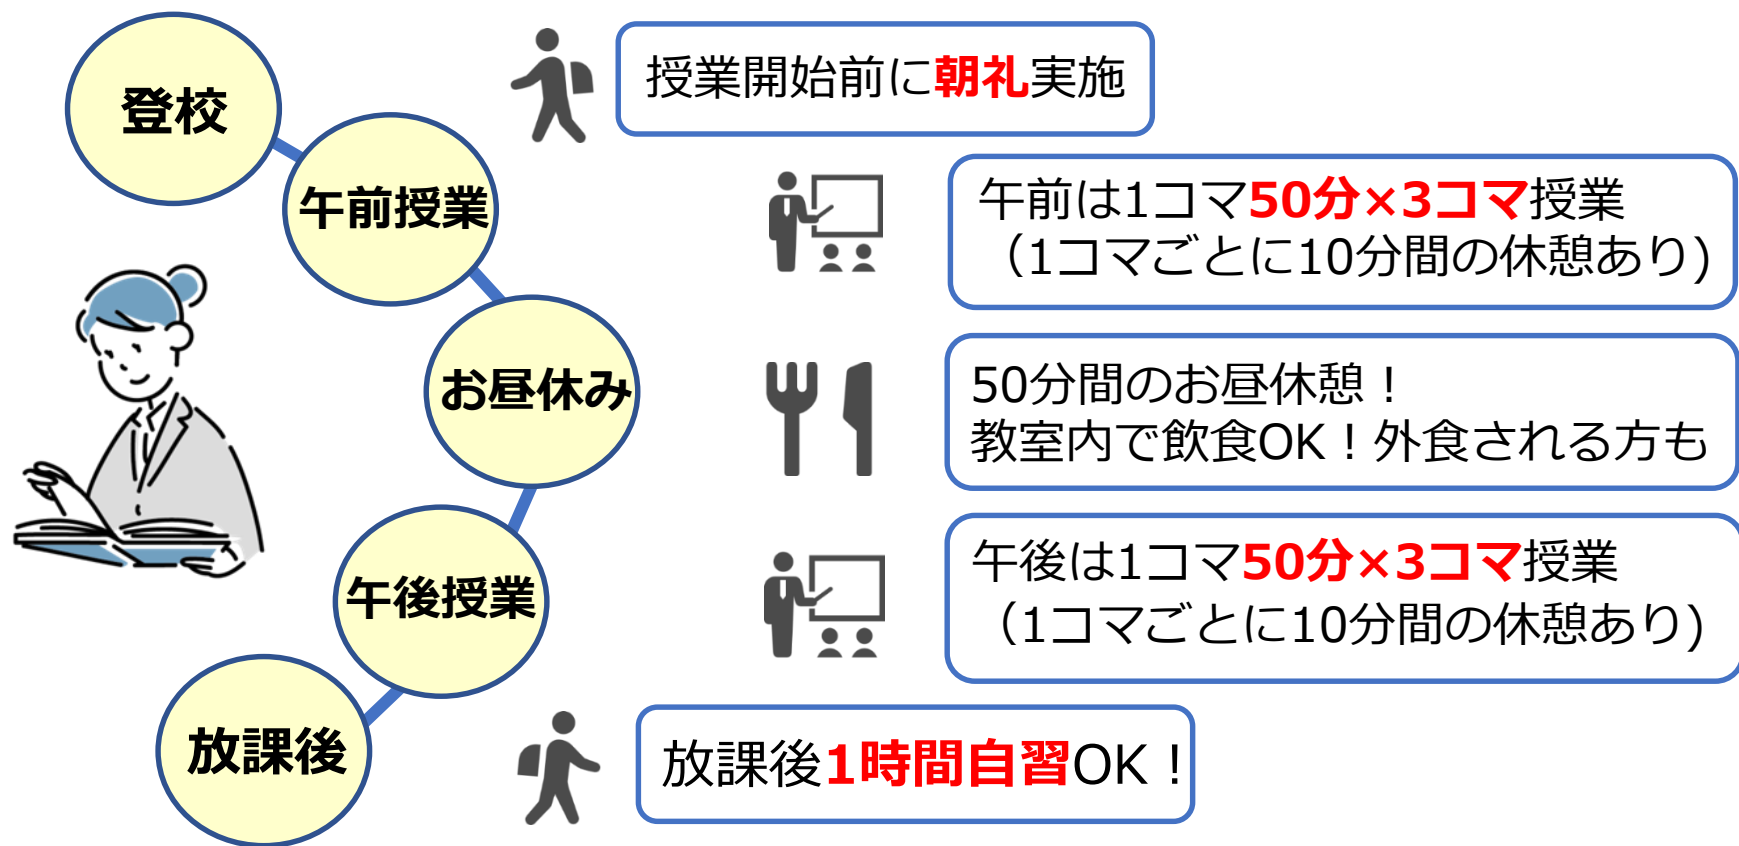 登校
授業開始前に朝礼実施
午前授業
午前は1コマ50分×3コマ授業
（1コマごとに10分間の休憩あり)
お昼休み
50分間のお昼休憩！
教室内で飲食OK！外食される方も
午後授業
午後は1コマ50分×3コマ授業
（1コマごとに10分間の休憩あり)
放課後
放課後1時間自習OK！